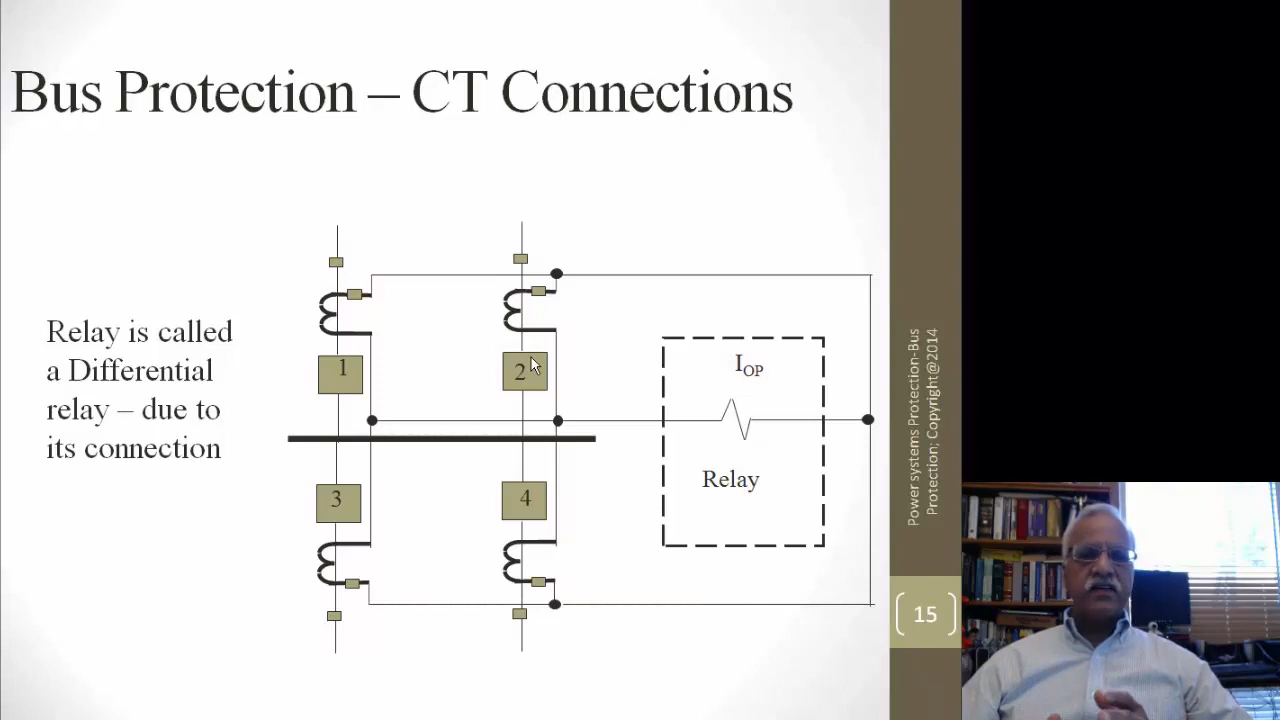 Bus Protection – CT Connections
Relay is called
a Differential
relay – due to
its connection
1
2
3
4
IOP
Relay
Power systems Protection-Bus
Protection; Copyright@2014
15